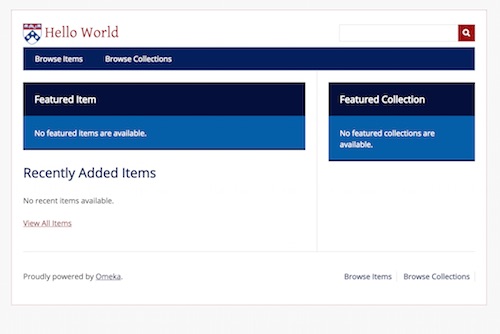 Hello World
Browse Items Browse Collections
Featured Item
No featured items are available.
Recently Added Items
No recent items available.
View All Items
Featured Collection
No featured collections are
available.
Proudly powered by Omeka.
Browse Items Browse Collections